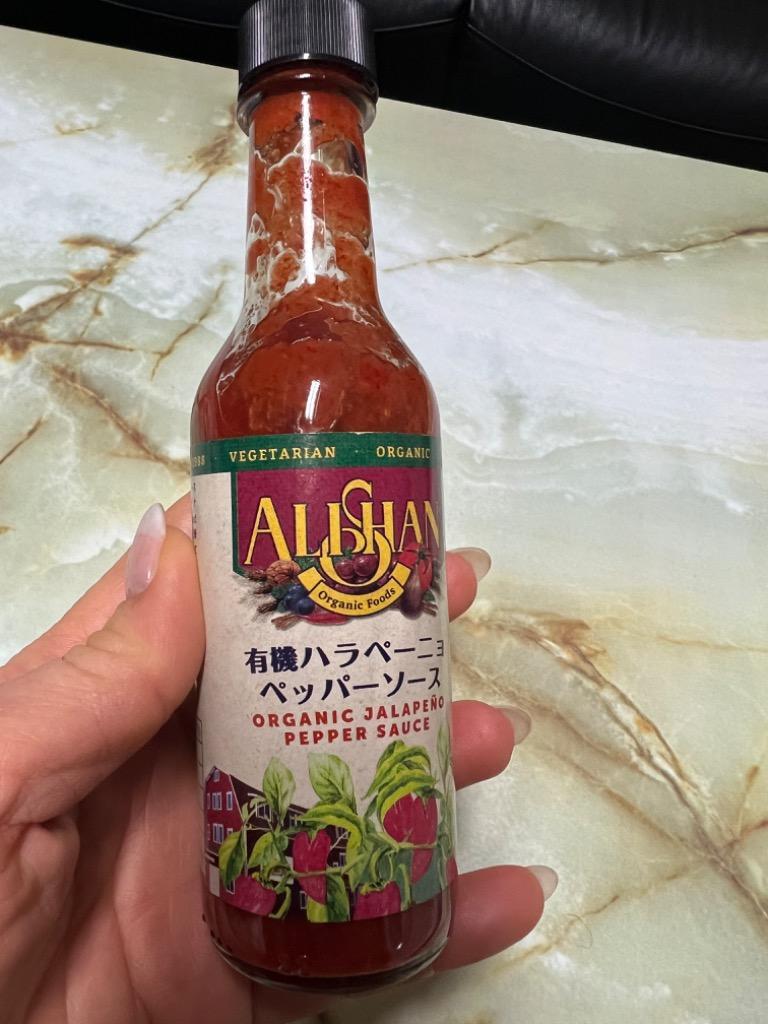 VEGETARIAN ORGANIC
ALISHAN
Organic Foods
有機ハラペーニョ
ペッパーソース
ORGANIC JALAPEÑO
PEPPER SAUCE